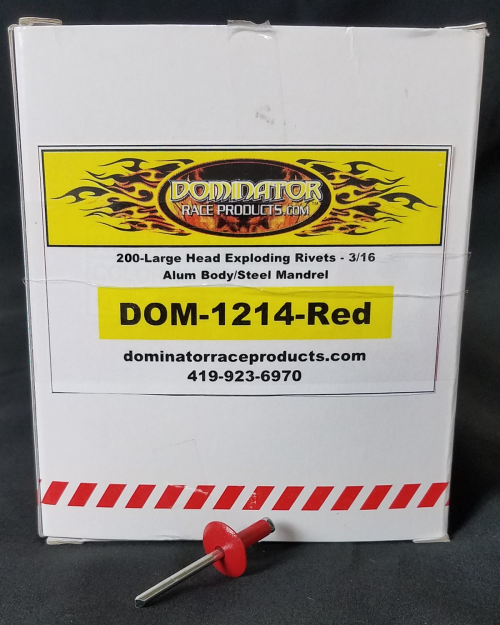 DOMINATOR
RACE PRODUCTS.COM
200-Large Head Exploding Rivets - 3/16
Alum Body/Steel Mandrel
DOM-1214-Red
dominatorraceproducts.com
419-923-6970